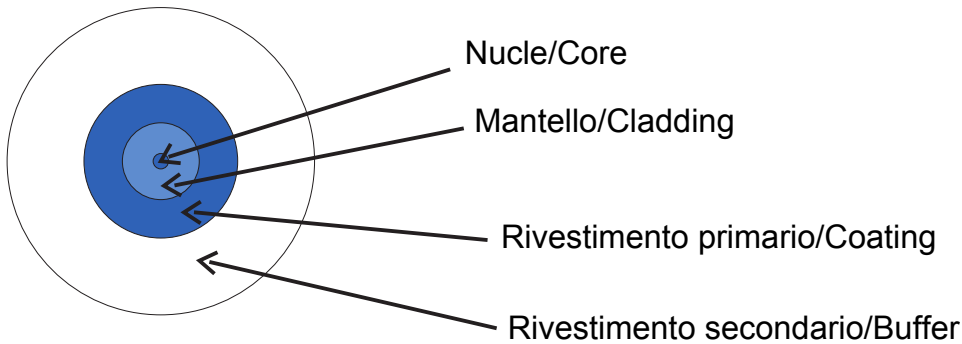 Nucle/Core
Mantello/Cladding
Rivestimento primario/Coating
Rivestimento secondario/Buffer